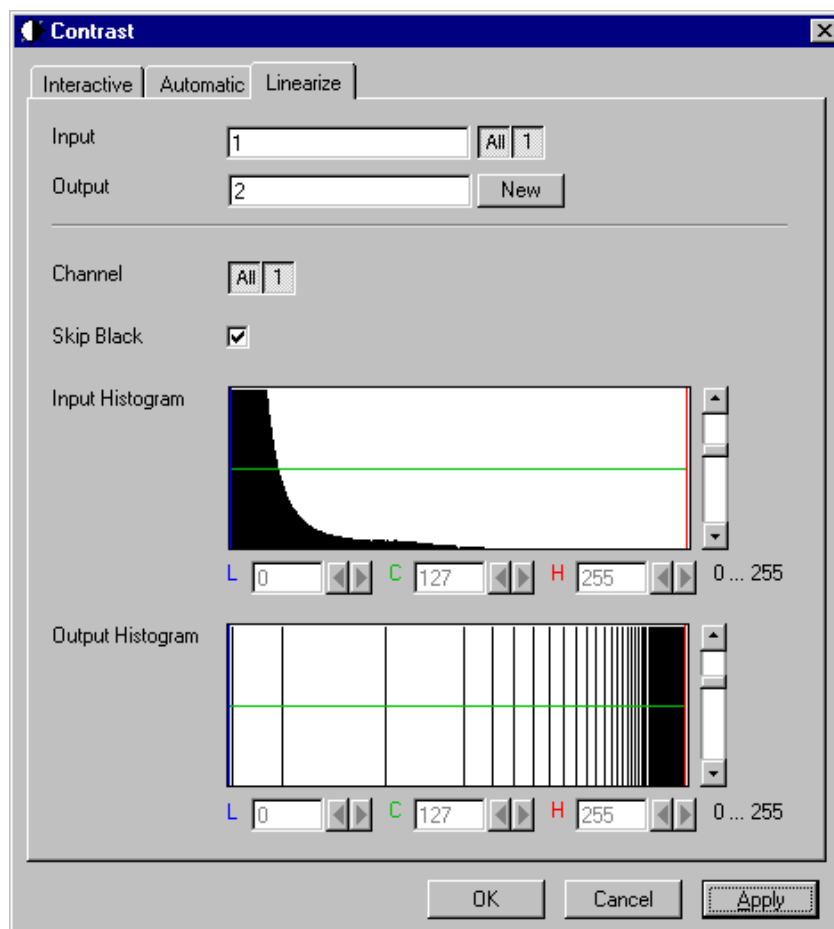 Contrast
Interactive Automatic Linearize
Input 1 All 1
Output 2 New
Channel All 1
Skip Black
Input Histogram
L 0 C 127 H 255 0 ... 255
Output Histogram
L 0 C 127 H 255 0 ... 255
OK Cancel Apply